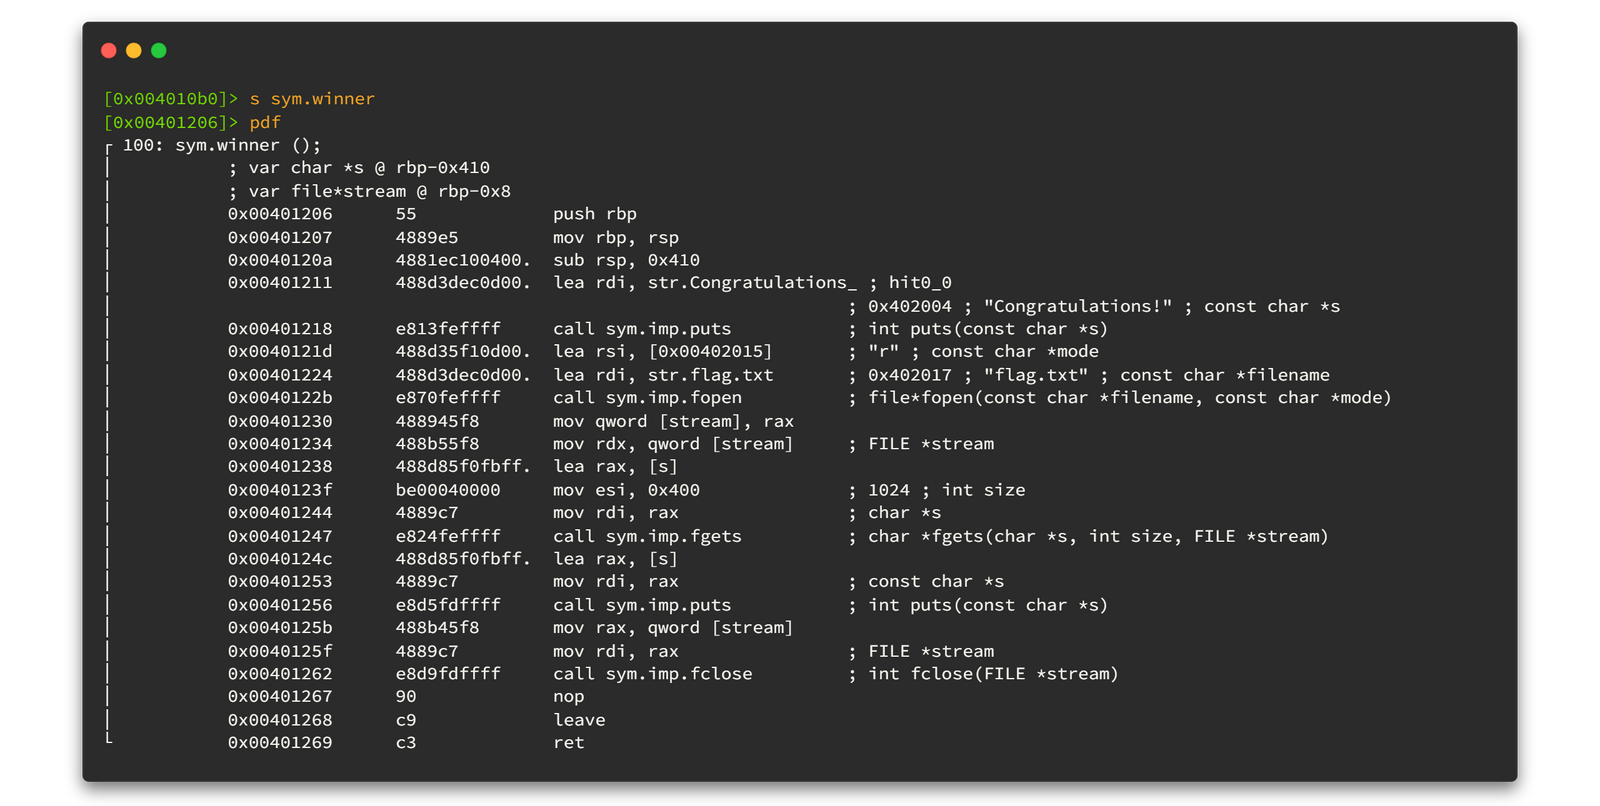 [0x004010b0]> s sym.winner
[0x00401206]> pdf
┌ 100: sym.winner ();
│ ; var char *s @ rbp-0x410
│ ; var file*stream @ rbp-0x8
│ 0x00401206 55 push rbp
│ 0x00401207 4889e5 mov rbp, rsp
│ 0x0040120a 4881ec100400. sub rsp, 0x410
│ 0x00401211 488d3dec0d00. lea rdi, str.Congratulations_ ; hit0_0
│ ; 0x402004 ; "Congratulations!" ; const char *s
│ 0x00401218 e813feffff call sym.imp.puts ; int puts(const char *s)
│ 0x0040121d 488d35f10d00. lea rsi, [0x00402015] ; "r" ; const char *mode
│ 0x00401224 488d3dec0d00. lea rdi, str.flag.txt ; 0x402017 ; "flag.txt" ; const char *filename
│ 0x0040122b e870feffff call sym.imp.fopen ; file*fopen(const char *filename, const char *mode)
│ 0x00401230 488945f8 mov qword [stream], rax
│ 0x00401234 488b55f8 mov rdx, qword [stream] ; FILE *stream
│ 0x00401238 488d85f0fbff. lea rax, [s]
│ 0x0040123f be00040000 mov esi, 0x400 ; 1024 ; int size
│ 0x00401244 4889c7 mov rdi, rax ; char *s
│ 0x00401247 e824feffff call sym.imp.fgets ; char *fgets(char *s, int size, FILE *stream)
│ 0x0040124c 488d85f0fbff. lea rax, [s]
│ 0x00401253 4889c7 mov rdi, rax ; const char *s
│ 0x00401256 e8d5fdffff call sym.imp.puts ; int puts(const char *s)
│ 0x0040125b 488b45f8 mov rax, qword [stream]
│ 0x0040125f 4889c7 mov rdi, rax ; FILE *stream
│ 0x00401262 e8d9fdffff call sym.imp.fclose ; int fclose(FILE *stream)
│ 0x00401267 90 nop
│ 0x00401268 c9 leave
└ 0x00401269 c3 ret